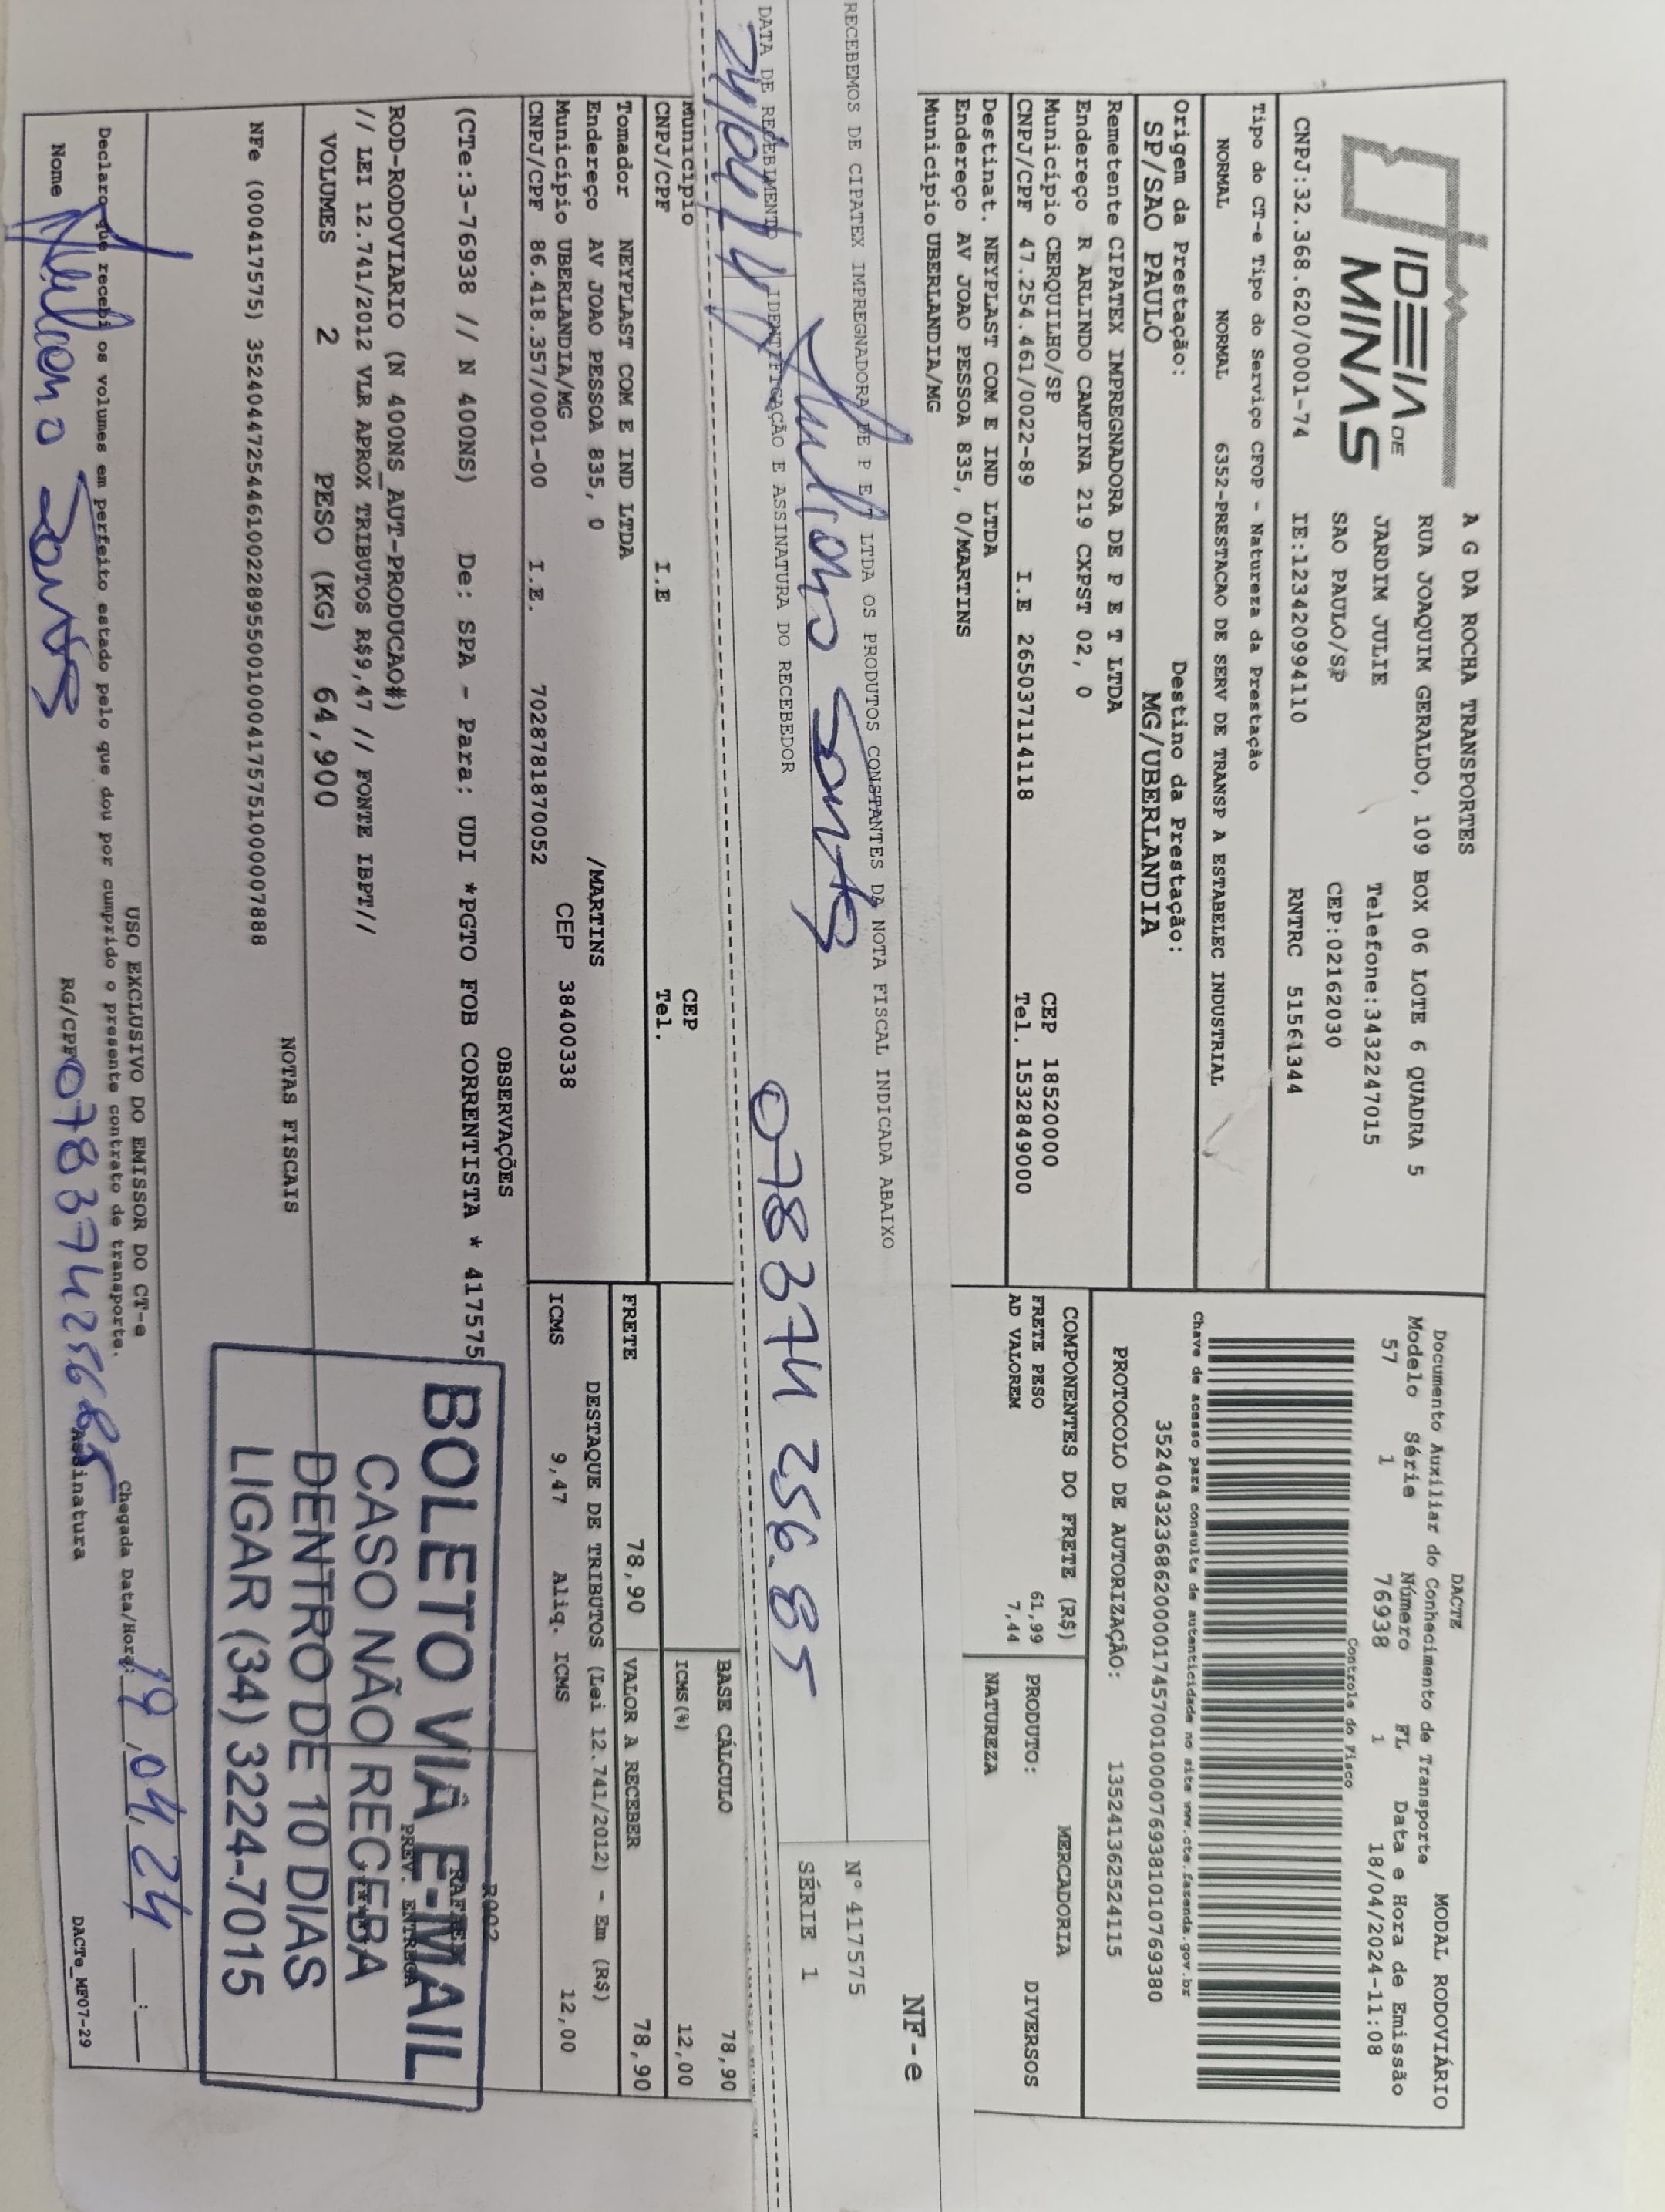 IDEIA DE
MINAS
A G DA ROCHA TRANSPORTES
RUA JOAQUIM GERALDO, 109 BOX 06 LOTE 6 QUADRA 5
JARDIM JULIE Telefone:3432247015
SAO PAULO/SP CEP:02162030
CNPJ:32.368.620/0001-74 IE:123420994110 RNTRC 51561344
DACTE MODAL RODOVIÁRIO
Documento Auxiliar do Conhecimento de Transporte
Modelo Série Número FL Data e Hora de Emissão
57 1 76938 1 18/04/2024-11:08
Controle do Fisco
Chave de acesso para consulta de autenticidade no site www.cte.fazenda.gov.br
35240432368620000174570010000769381010769380
PROTOCOLO DE AUTORIZAÇÃO: 135241362524115
Tipo do CT-e Tipo do Serviço CFOP - Natureza da Prestação
NORMAL NORMAL 6352-PRESTACAO DE SERV DE TRANSP A ESTABELEC INDUSTRIAL
Origem da Prestação: Destino da Prestação:
SP/SAO PAULO MG/UBERLANDIA
Remetente CIPATEX IMPREGNADORA DE P E T LTDA
Endereço R ARLINDO CAMPINA 219 CXPST 02, 0
Município CERQUILHO/SP CEP 18520000
CNPJ/CPF 47.254.461/0022-89 I.E 265037114118 Tel. 1532849000
Destinat. NEYPLAST COM E IND LTDA
Endereço AV JOAO PESSOA 835, 0/MARTINS
Município UBERLANDIA/MG
COMPONENTES DO FRETE (R$) MERCADORIA
FRETE PESO 61,99 PRODUTO: DIVERSOS
AD VALOREM 7,44 NATUREZA
RECEBEMOS DE CIPATEX IMPREGNADORA DE P E T LTDA OS PRODUTOS CONSTANTES DA NOTA FISCAL INDICADA ABAIXO
NF-e
Nº 417575
SÉRIE 1
DATA DE RECEBIMENTO IDENTIFICAÇÃO E ASSINATURA DO RECEBEDOR
Santos 078 374 256.85
Município CEP
CNPJ/CPF I.E Tel.
BASE CÁLCULO 78,90
ICMS(%) 12,00
Tomador NEYPLAST COM E IND LTDA
Endereço AV JOAO PESSOA 835, 0 /MARTINS
Município UBERLANDIA/MG CEP 38400338
CNPJ/CPF 86.418.357/0001-00 I.E. 7028781870052
FRETE 78,90 VALOR A RECEBER 78,90
DESTAQUE DE TRIBUTOS (Lei 12.741/2012) - Em (R$)
ICMS 9,47 Aliq. ICMS 12,00
OBSERVAÇÕES
(CTe:3-76938 // N 400NS) De: SPA - Para: UDI *PGTO FOB CORRENTISTA * 417575
ROD-RODOVIARIO (N 400NS_AUT-PRODUCAO#)
// LEI 12.741/2012 VLR APROX TRIBUTOS R$9,47 // FONTE IBPT//
R002
PREV. ENTREGA
VOLUMES 2 PESO (KG) 64,900
BOLETO VIA E-MAIL
CASO NÃO RECEBA
DENTRO DE 10 DIAS
LIGAR (34) 3224-7015
NOTAS FISCAIS
NFe (000417575) 35240447254461002289550010004175751000007888
USO EXCLUSIVO DO EMISSOR DO CT-e
Declaro que recebi os volumes em perfeito estado pelo que dou por cumprido o presente contrato de transporte.
Chegada Data/Hora: 19,04,24 __:__
Nome Santos RG/CPF 07837425685 Assinatura
DACTe_MF07-29